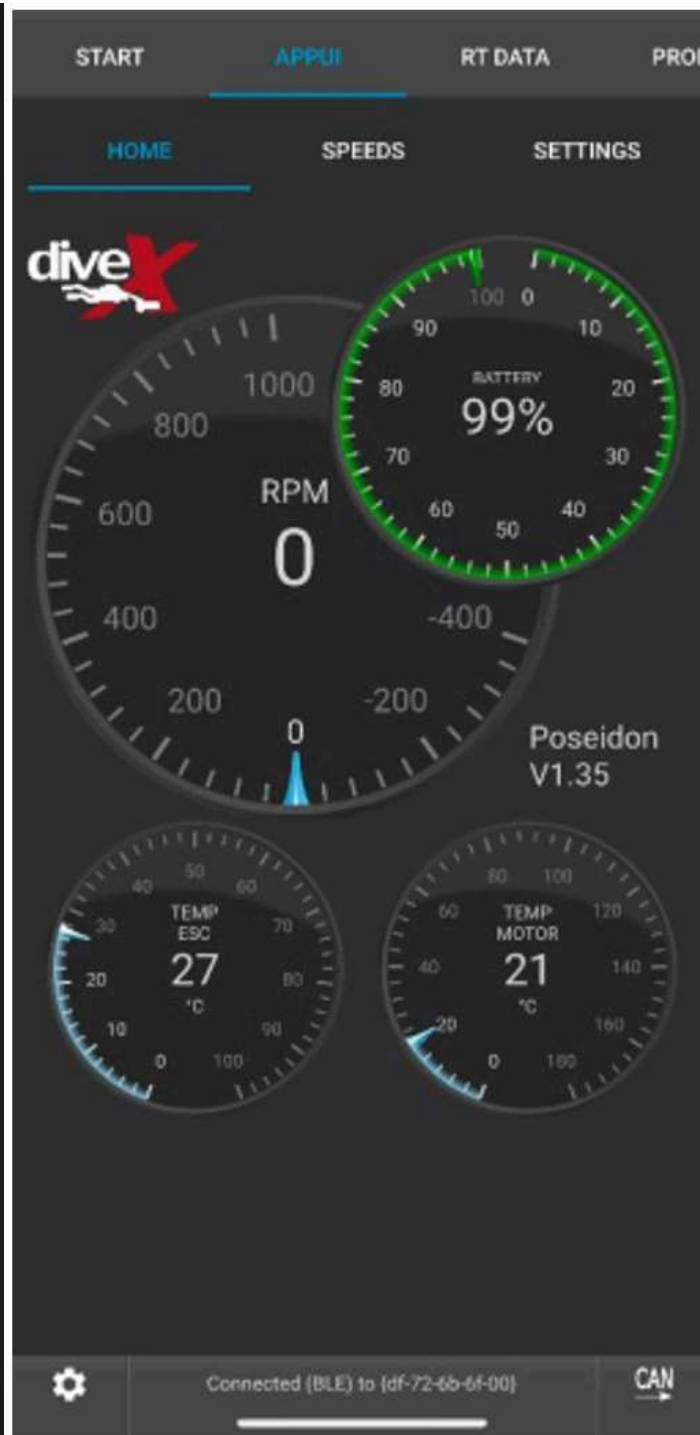 START APPUI RT DATA
HOME SPEEDS SETTINGS
diveX
100 0
90 10
80 20
70 30
60 40
50
BATTERY
99%
1000
800
600
400
200
0
-200
-400
RPM
0
Poseidon
V1.35
50
40 60
30 70
20 80
10 90
0 100
TEMP
ESC
27
°C
80 100
60 120
40 140
20 160
0 180
TEMP
MOTOR
21
°C
Connected (BLE) to {df-72-6b-6f-00}
CAN